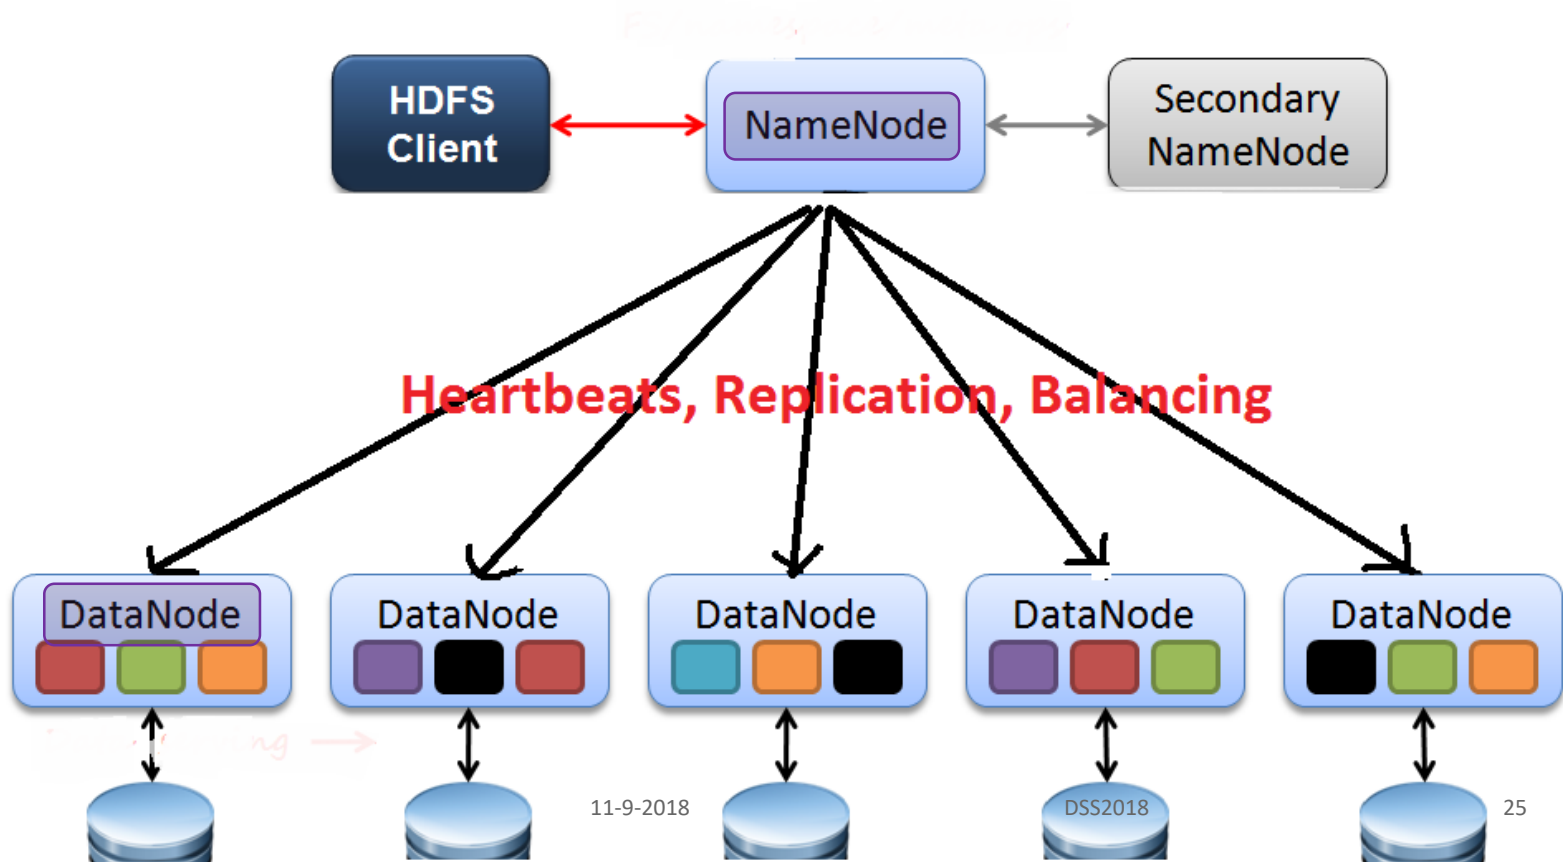 HDFS
Client
NameNode
Secondary
NameNode
Heartbeats, Replication, Balancing
DataNode
DataNode
DataNode
DataNode
DataNode
11-9-2018
DSS2018
25